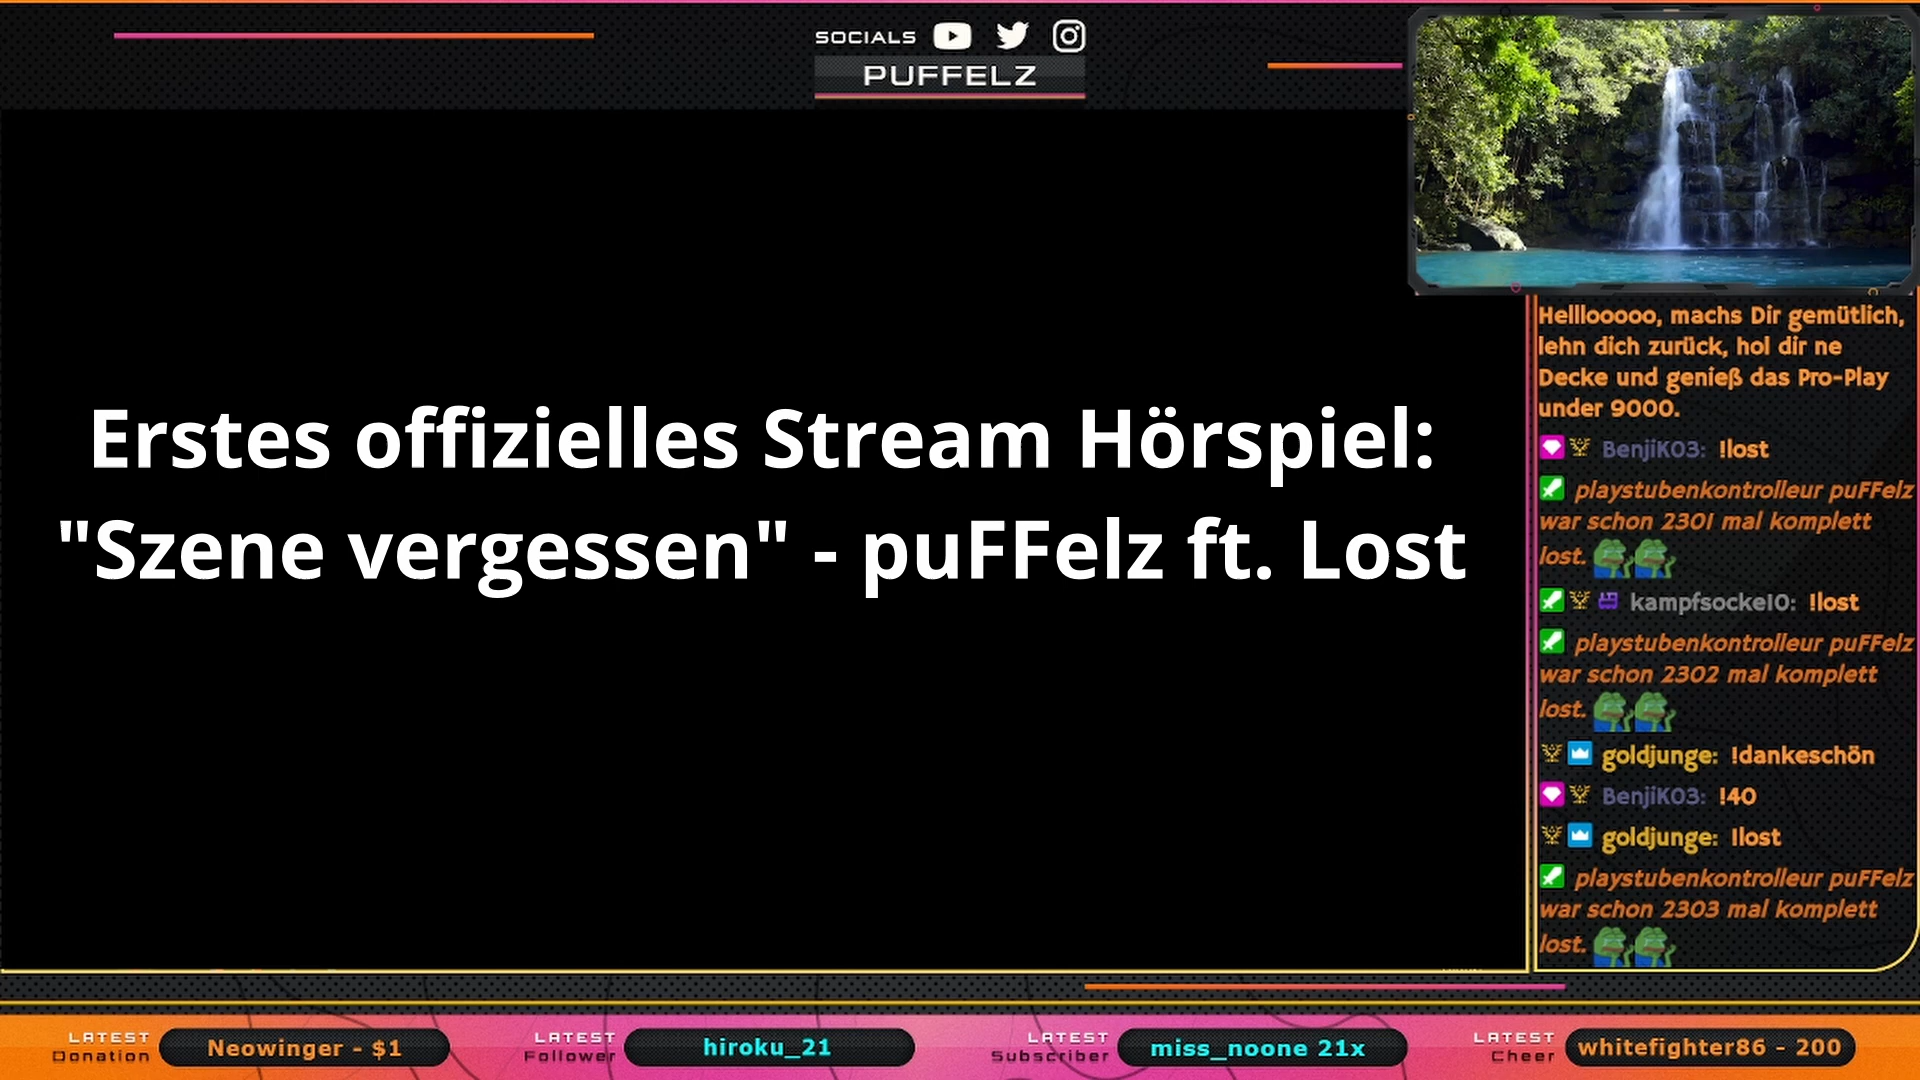 SOCIALS
PUFFELZ
Erstes offizielles Stream Hörspiel:
"Szene vergessen" - puFFelz ft. Lost
Helllooooo, machs Dir gemütlich,
lehn dich zurück, hol dir ne
Decke und genieß das Pro-Play
under 9000.
BenjiK03: !lost
playstubenkontrolleur puFFelz
war schon 2301 mal komplett
lost.
kampfsocke10: !lost
playstubenkontrolleur puFFelz
war schon 2302 mal komplett
lost.
goldjunge: !dankeschön
BenjiK03: !40
goldjunge: !lost
playstubenkontrolleur puFFelz
war schon 2303 mal komplett
lost.
LATEST
Donation
Neowinger - $1
LATEST
Follower
hiroku_21
LATEST
Subscriber
miss_noone 21x
LATEST
Cheer
whitefighter86 - 200